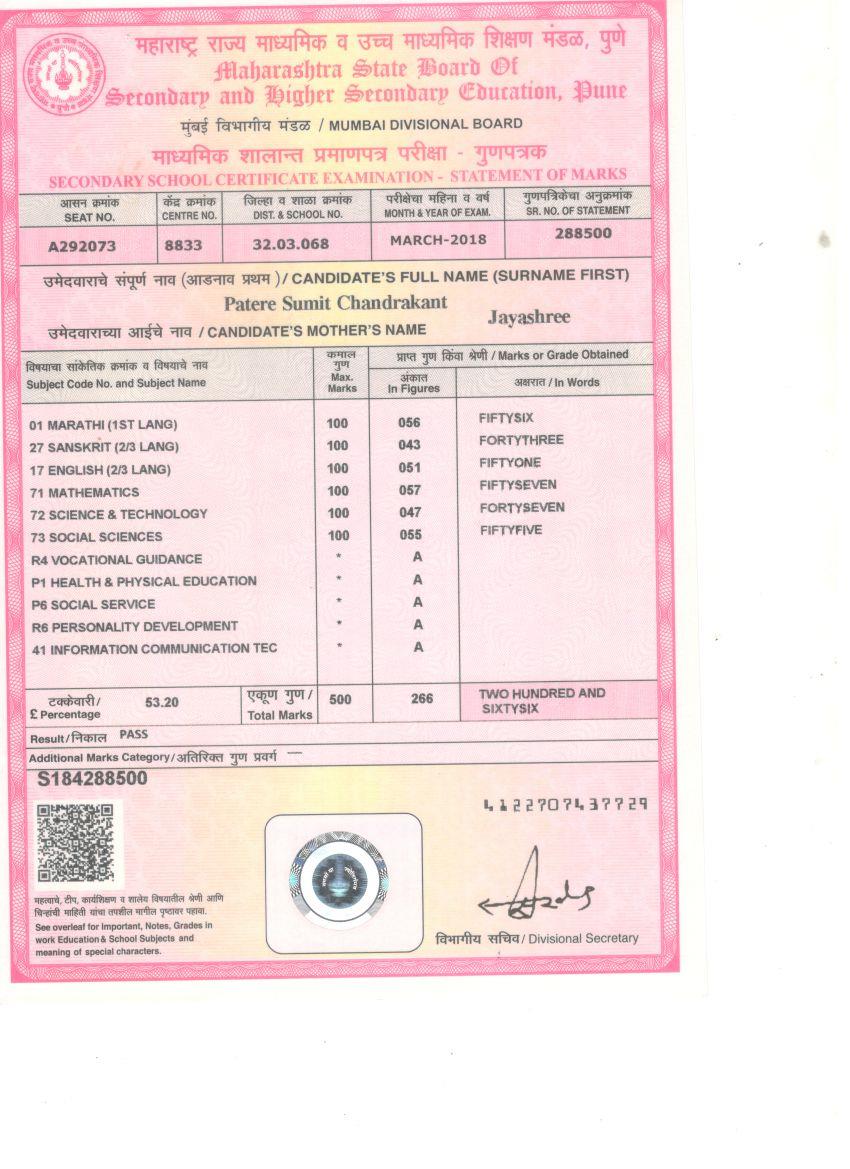 महाराष्ट्र राज्य माध्यमिक व उच्च माध्यमिक शिक्षण मंडळ, पुणे
Maharashtra State Board Of
Secondary and Higher Secondary Education, Pune
मुंबई विभागीय मंडळ / MUMBAI DIVISIONAL BOARD
माध्यमिक शालान्त प्रमाणपत्र परीक्षा - गुणपत्रक
SECONDARY SCHOOL CERTIFICATE EXAMINATION - STATEMENT OF MARKS
आसन क्रमांक केंद्र क्रमांक जिल्हा व शाळा क्रमांक परीक्षेचा महिना व वर्ष गुणपत्रिकेचा अनुक्रमांक
SEAT NO. CENTRE NO. DIST. & SCHOOL NO. MONTH & YEAR OF EXAM. SR. NO. OF STATEMENT
A292073 8833 32.03.068 MARCH-2018 288500
उमेदवाराचे संपूर्ण नाव (आडनाव प्रथम) / CANDIDATE'S FULL NAME (SURNAME FIRST)
Patere Sumit Chandrakant
उमेदवाराच्या आईचे नाव / CANDIDATE'S MOTHER'S NAME Jayashree
विषयाचा सांकेतिक क्रमांक व विषयाचे नाव
Subject Code No. and Subject Name
कमाल
गुण
Max.
Marks
प्राप्त गुण किंवा श्रेणी / Marks or Grade Obtained
अंकात
In Figures
अक्षरात / In Words
01 MARATHI (1ST LANG) 100 056 FIFTYSIX
27 SANSKRIT (2/3 LANG) 100 043 FORTYTHREE
17 ENGLISH (2/3 LANG) 100 051 FIFTYONE
71 MATHEMATICS 100 057 FIFTYSEVEN
72 SCIENCE & TECHNOLOGY 100 047 FORTYSEVEN
73 SOCIAL SCIENCES 100 055 FIFTYFIVE
R4 VOCATIONAL GUIDANCE * A
P1 HEALTH & PHYSICAL EDUCATION * A
P6 SOCIAL SERVICE * A
R6 PERSONALITY DEVELOPMENT * A
41 INFORMATION COMMUNICATION TEC * A
टक्केवारी /
£ Percentage
53.20
एकूण गुण /
Total Marks
500 266 TWO HUNDRED AND
SIXTYSIX
Result/निकाल PASS
Additional Marks Category/अतिरिक्त गुण प्रवर्ग —
S184288500
4122707437729
महत्वाचे, टीप, कार्यशिक्षण व शालेय विषयातील श्रेणी आणि
चिन्हांची माहिती यांचा तपशील मागील पृष्ठावर पहावा.
See overleaf for Important, Notes, Grades in
work Education & School Subjects and
meaning of special characters.
विभागीय सचिव / Divisional Secretary